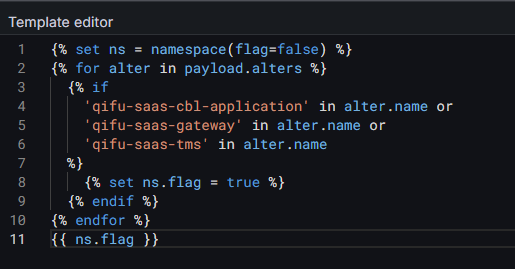 Template editor
1 {% set ns = namespace(flag=false) %}
2 {% for alter in payload.alters %}
3 {% if
4 'qifu-saas-cbl-application' in alter.name or
5 'qifu-saas-gateway' in alter.name or
6 'qifu-saas-tms' in alter.name
7 %}
8 {% set ns.flag = true %}
9 {% endif %}
10 {% endfor %}
11 {{ ns.flag }}